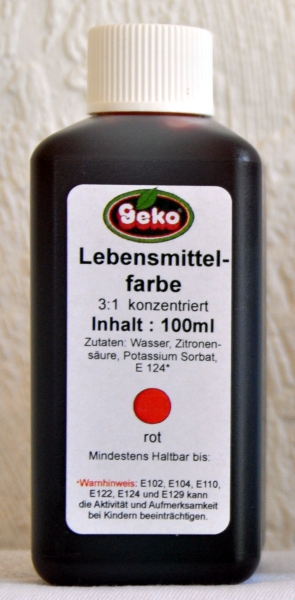 Geko®
Lebensmittel-
farbe
3:1 konzentriert
Inhalt : 100ml
Zutaten: Wasser, Zitronen-
säure, Potassium Sorbat,
E 124*
rot
Mindestens Haltbar bis:
*Warnhinweis: E102, E104, E110,
E122, E124 und E129 kann
die Aktivität und Aufmerksamkeit
bei Kindern beeinträchtigen.